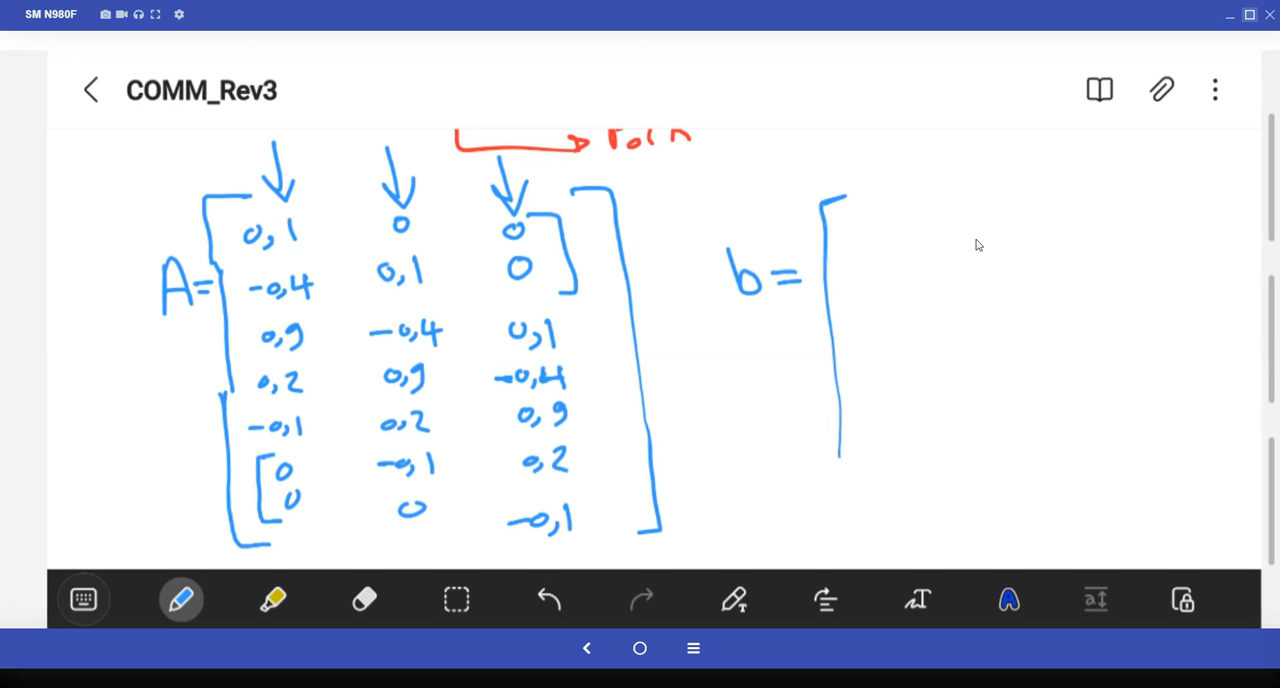 SM N980F
COMM_Rev3
A= 0,1 0 0
-0,4 0,1 0
0,9 -0,4 0,1
0,2 0,9 -0,4
-0,1 0,2 0,9
0 -0,1 0,2
0 0 -0,1
b=